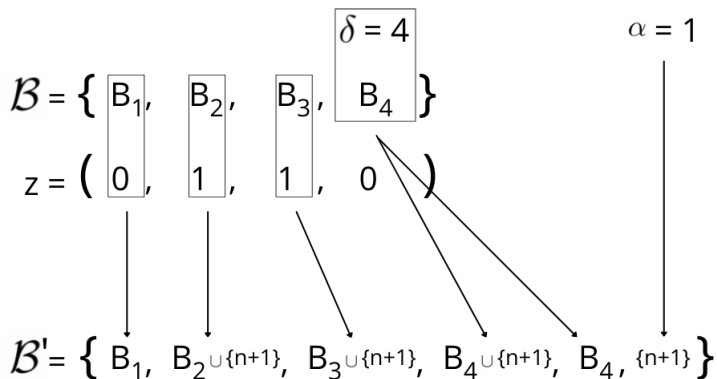 δ = 4 α = 1
ℬ = { B₁, B₂, B₃, B₄ }
z = ( 0, 1, 1, 0 )
ℬ'= { B₁, B₂∪{n+1}, B₃∪{n+1}, B₄∪{n+1}, B₄, {n+1} }